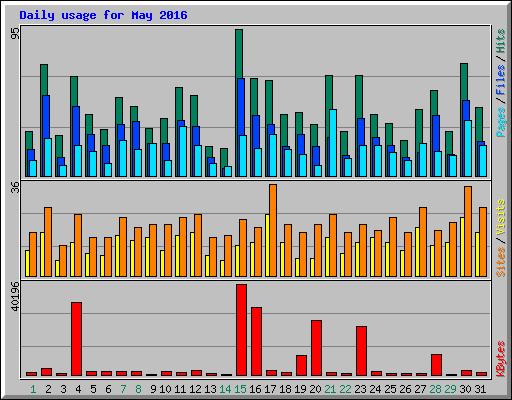 Daily usage for May 2016
95
Pages / Files / Hits
36
Sites / Visits
40196
KBytes
1 2 3 4 5 6 7 8 9 10 11 12 13 14 15 16 17 18 19 20 21 22 23 24 25 26 27 28 29 30 31